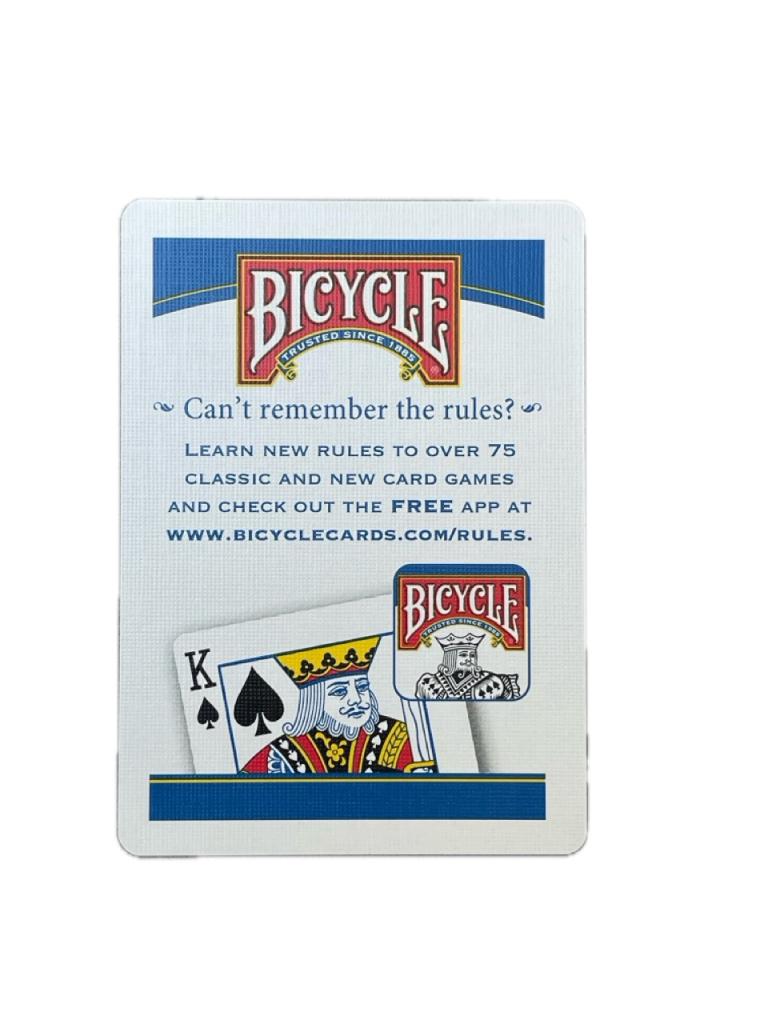 BICYCLE
TRUSTED SINCE 1885
®
Can't remember the rules?
LEARN NEW RULES TO OVER 75
CLASSIC AND NEW CARD GAMES
AND CHECK OUT THE FREE APP AT
WWW.BICYCLECARDS.COM/RULES.
BICYCLE
TRUSTED SINCE 1885
K